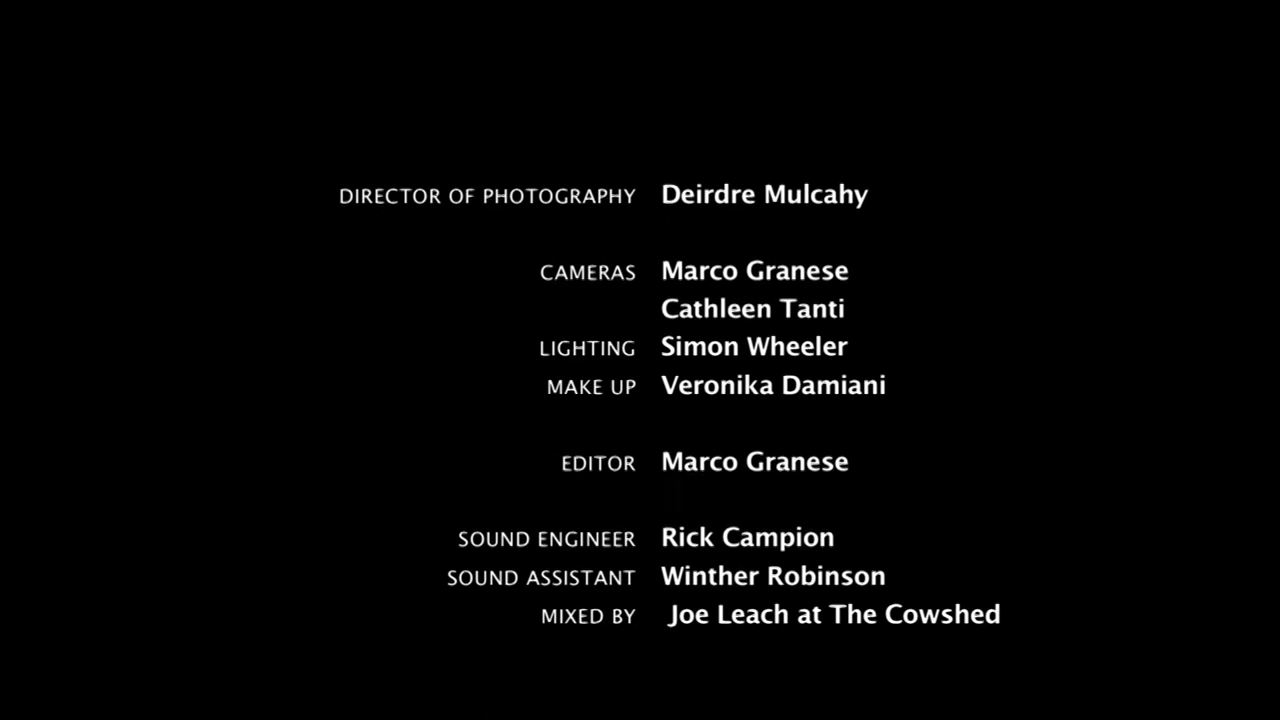 DIRECTOR OF PHOTOGRAPHY Deirdre Mulcahy
CAMERAS Marco Granese
Cathleen Tanti
LIGHTING Simon Wheeler
MAKE UP Veronika Damiani
EDITOR Marco Granese
SOUND ENGINEER Rick Campion
SOUND ASSISTANT Winther Robinson
MIXED BY Joe Leach at The Cowshed